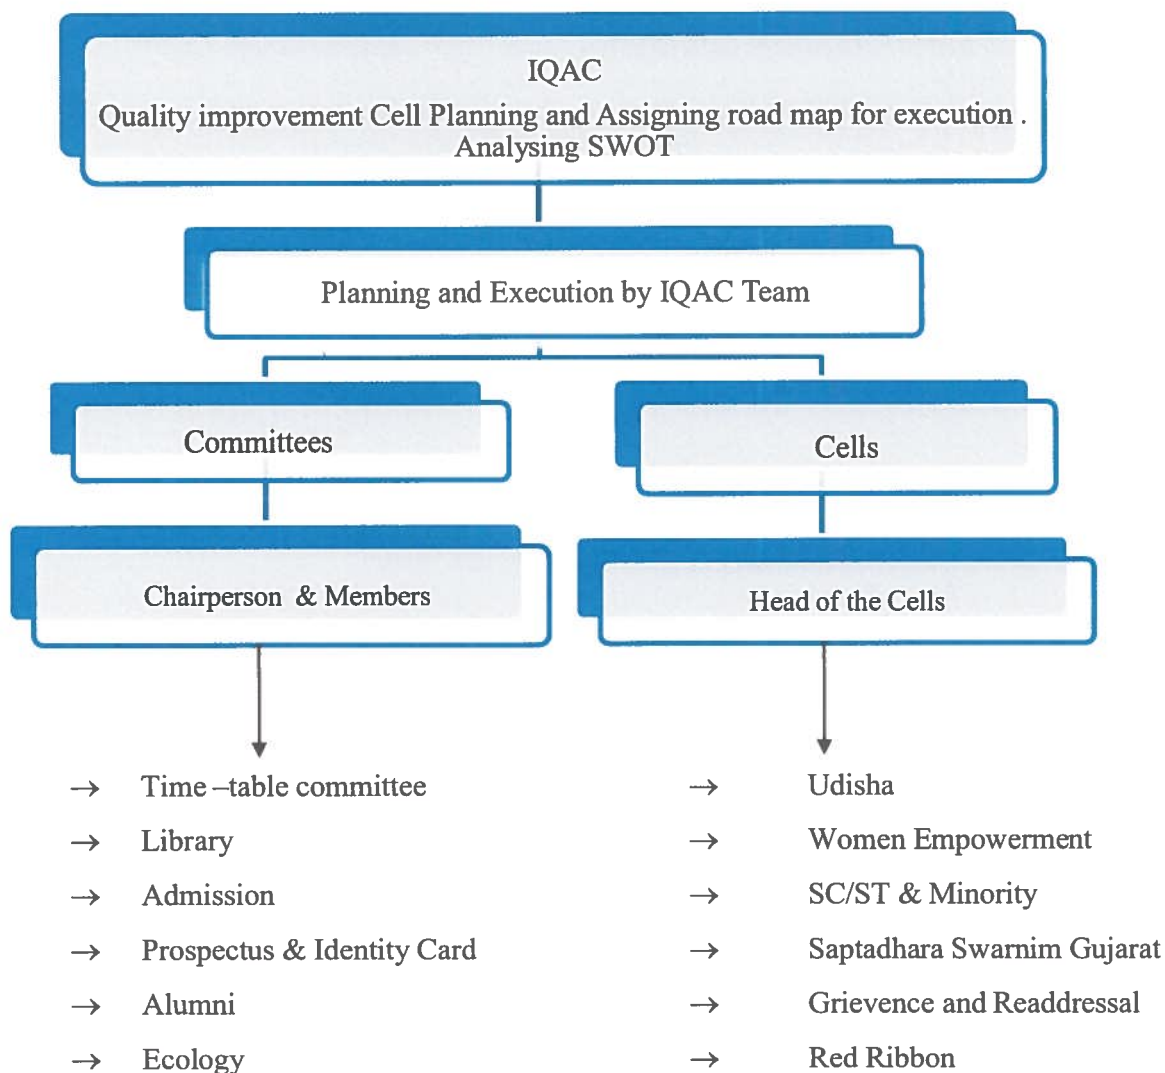 IQAC
Quality improvement Cell Planning and Assigning road map for execution .
Analysing SWOT
Planning and Execution by IQAC Team
Committees
Cells
Chairperson & Members
Head of the Cells
→ Time –table committee
→ Library
→ Admission
→ Prospectus & Identity Card
→ Alumni
→ Ecology
→ Udisha
→ Women Empowerment
→ SC/ST & Minority
→ Saptadhara Swarnim Gujarat
→ Grievence and Readdressal
→ Red Ribbon